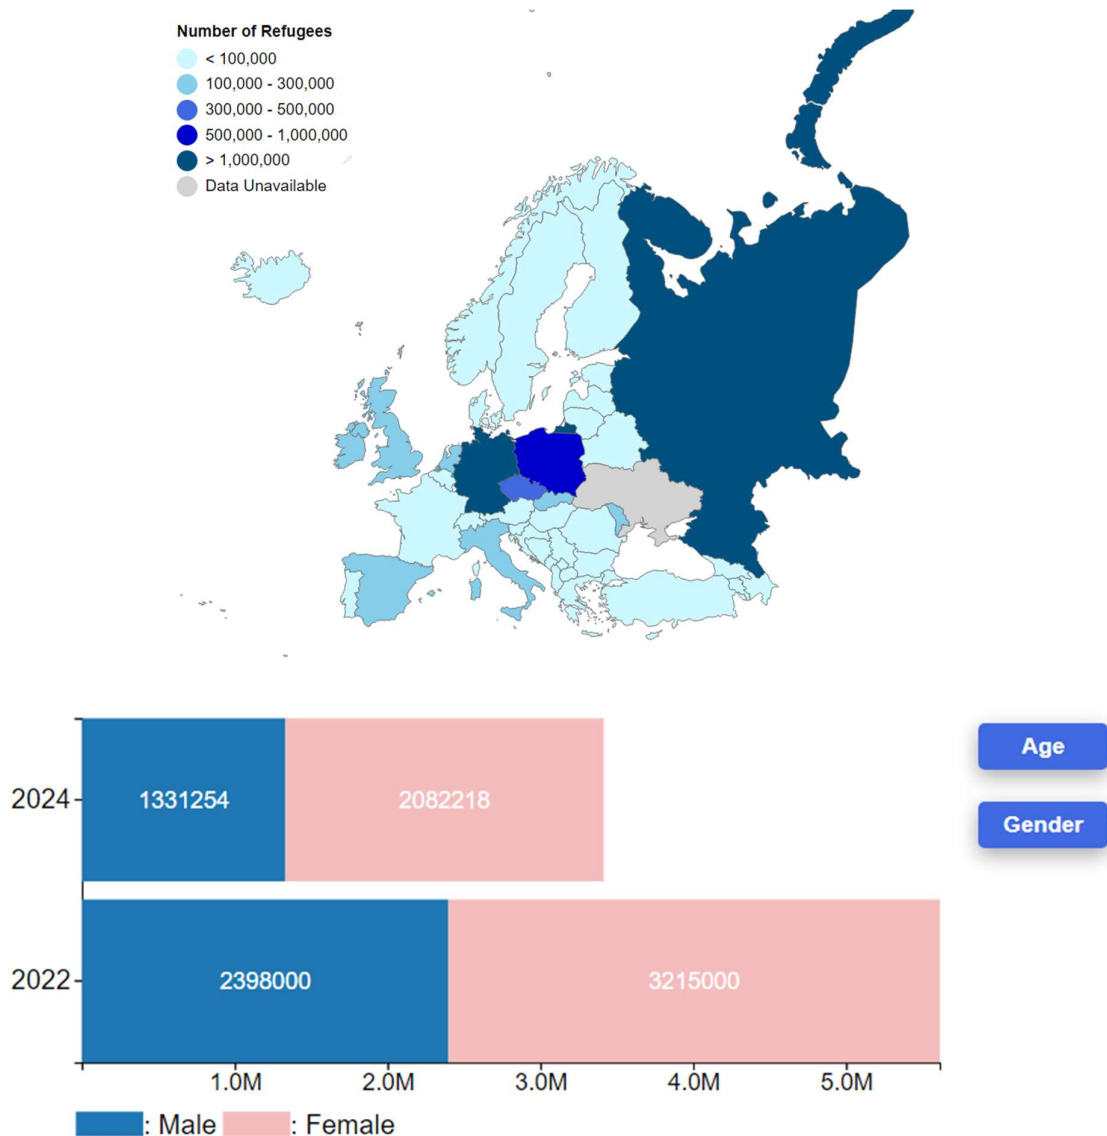 Number of Refugees
< 100,000
100,000 - 300,000
300,000 - 500,000
500,000 - 1,000,000
> 1,000,000
Data Unavailable
Age
2024
1331254
2082218
Gender
2022
2398000
3215000
1.0M 2.0M 3.0M 4.0M 5.0M
: Male : Female